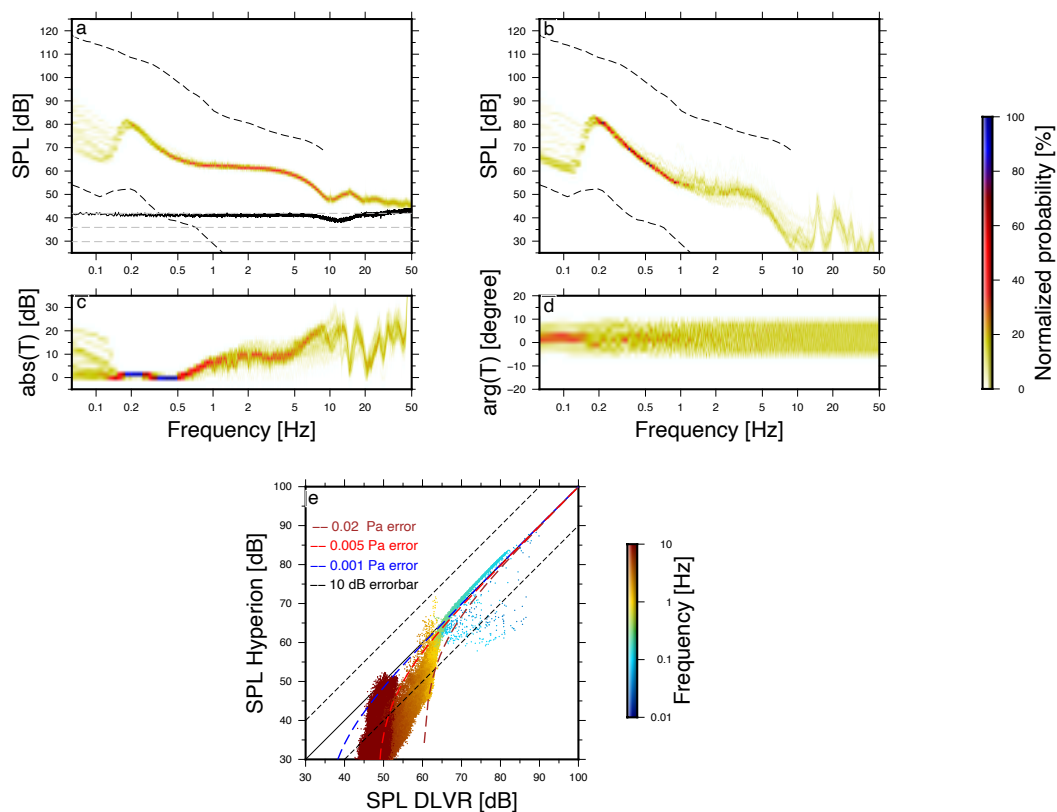 a
120
110
100
90
80
70
60
50
40
30
SPL [dB]
0.1 0.2 0.5 1 2 5 10 20 50
b
120
110
100
90
80
70
60
50
40
30
SPL [dB]
0.1 0.2 0.5 1 2 5 10 20 50
c
30
20
10
0
abs(T) [dB]
0.1 0.2 0.5 1 2 5 10 20 50
Frequency [Hz]
d
20
10
0
−10
−20
arg(T) [degree]
0.1 0.2 0.5 1 2 5 10 20 50
Frequency [Hz]
100
80
60
40
20
0
Normalized probability [%]
e
100
90
80
70
60
50
40
30
SPL Hyperion [dB]
0.02 Pa error
0.005 Pa error
0.001 Pa error
10 dB errorbar
30 40 50 60 70 80 90 100
SPL DLVR [dB]
10
1
0.1
0.01
Frequency [Hz]